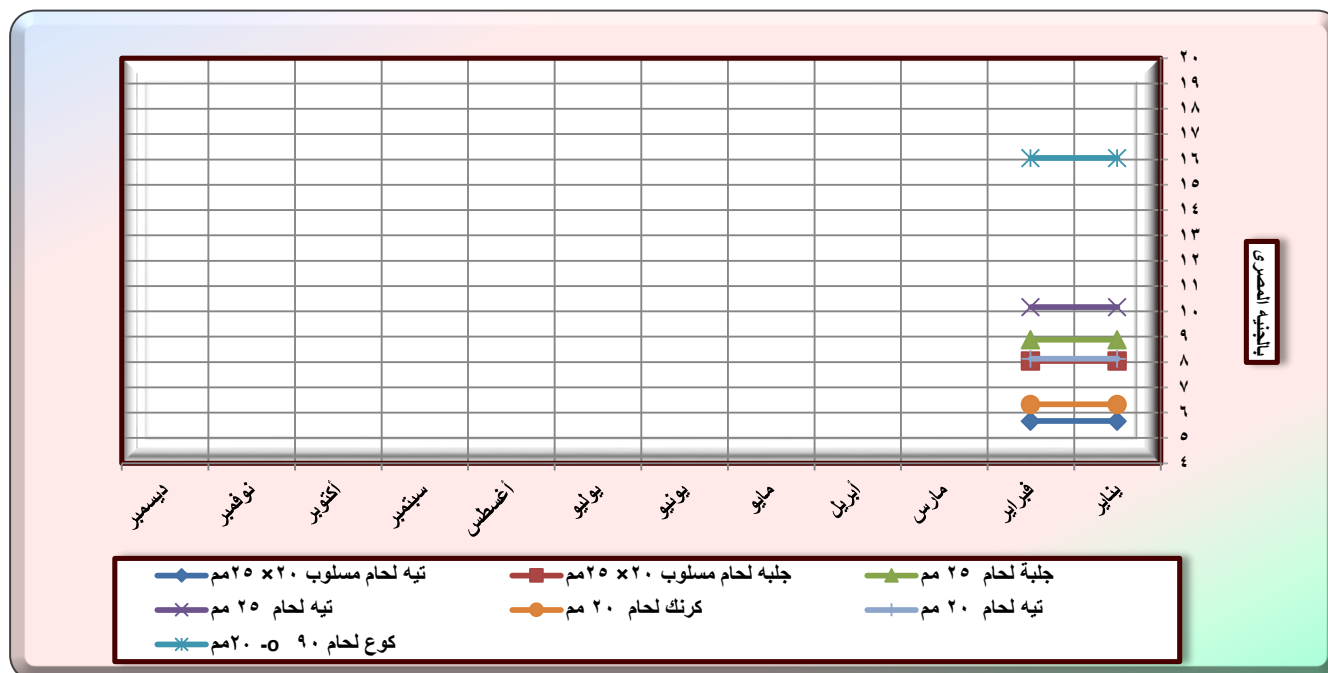 ٢٠
١٩
١٨
١٧
١٦
١٥
١٤
١٣
١٢
١١
١٠
٩
٨
٧
٦
٥
٤
بالجنيه المصرى
يناير
فبراير
مارس
أبريل
مايو
يونيو
يوليو
أغسطس
سبتمبر
أكتوبر
نوفمبر
ديسمبر
تيه لحام مسلوب ٢٠× ٢٥مم
جلبه لحام مسلوب ٢٠× ٢٥مم
جلبة لحام ٢٥ مم
تيه لحام ٢٥ مم
كرنك لحام ٢٠ مم
تيه لحام ٢٠ مم
كوع لحام ٩٠ o- ٢٠مم